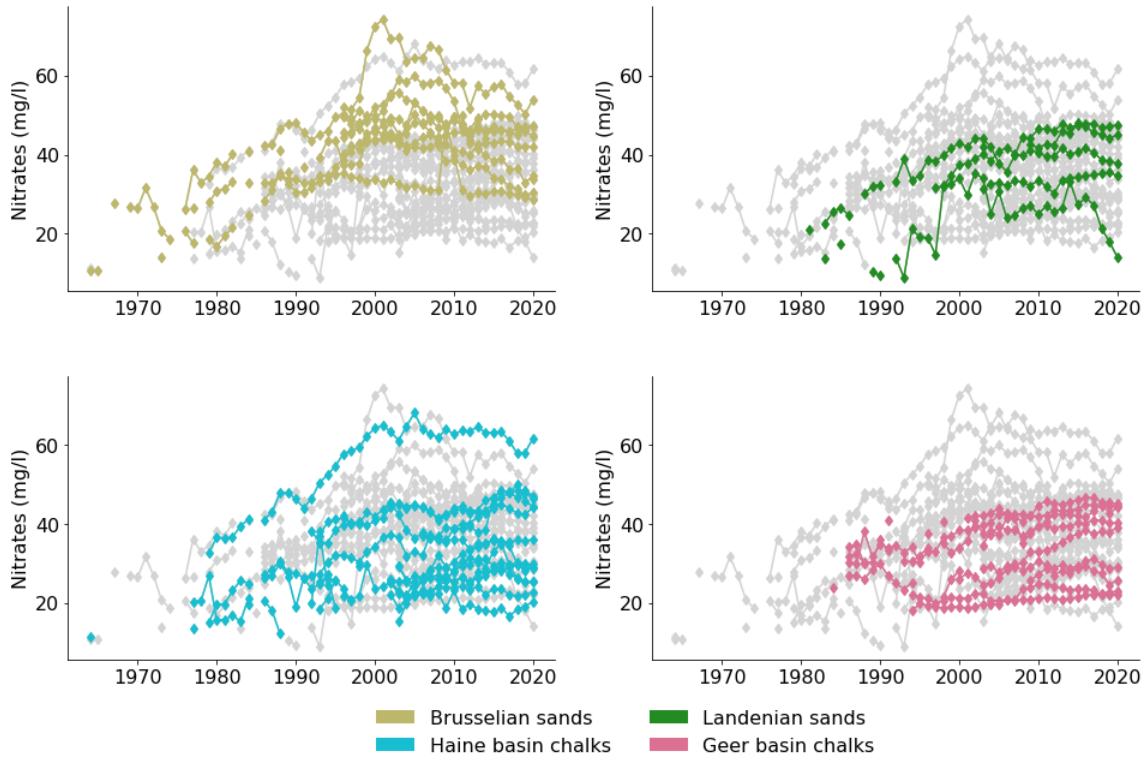 Nitrates (mg/l)
60
40
20
1970 1980 1990 2000 2010 2020
Nitrates (mg/l)
60
40
20
1970 1980 1990 2000 2010 2020
Nitrates (mg/l)
60
40
20
1970 1980 1990 2000 2010 2020
Nitrates (mg/l)
60
40
20
1970 1980 1990 2000 2010 2020
Brusselian sands
Haine basin chalks
Landenian sands
Geer basin chalks